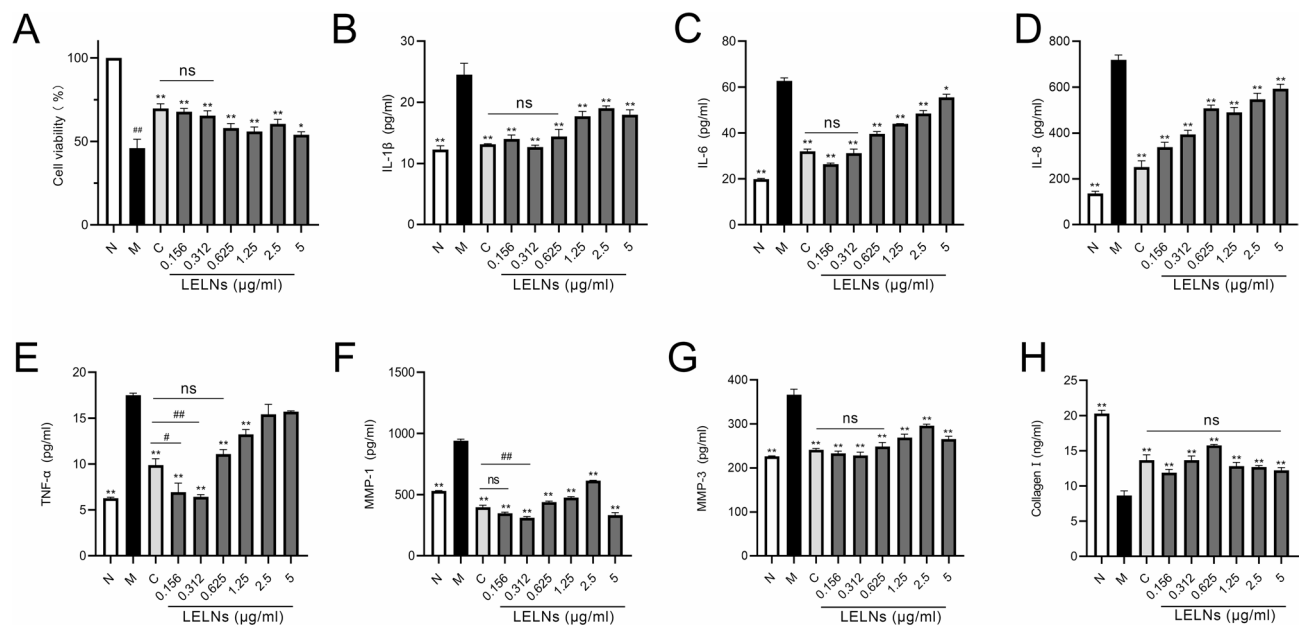 A
Cell viability (%)
100
50
0
ns
##
**
**
**
**
**
**
*
N
M
C
0.156
0.312
0.625
1.25
2.5
5
LELNs (μg/ml)
B
IL-1β (pg/ml)
30
20
10
0
ns
**
**
**
**
**
**
**
**
N
M
C
0.156
0.312
0.625
1.25
2.5
5
LELNs (μg/ml)
C
IL-6 (pg/ml)
80
60
40
20
0
ns
**
**
**
**
**
**
**
*
N
M
C
0.156
0.312
0.625
1.25
2.5
5
LELNs (μg/ml)
D
IL-8 (pg/ml)
800
600
400
200
0
**
**
**
**
**
**
**
**
N
M
C
0.156
0.312
0.625
1.25
2.5
5
LELNs (μg/ml)
E
TNF-α (pg/ml)
20
15
10
5
0
ns
##
#
**
**
**
**
**
**
N
M
C
0.156
0.312
0.625
1.25
2.5
5
LELNs (μg/ml)
F
MMP-1 (pg/ml)
1500
1000
500
0
##
ns
**
**
**
**
**
**
**
**
N
M
C
0.156
0.312
0.625
1.25
2.5
5
LELNs (μg/ml)
G
MMP-3 (pg/ml)
400
300
200
100
0
ns
**
**
**
**
**
**
**
**
N
M
C
0.156
0.312
0.625
1.25
2.5
5
LELNs (μg/ml)
H
Collagen I (ng/ml)
25
20
15
10
5
0
ns
**
**
**
**
**
**
**
**
N
M
C
0.156
0.312
0.625
1.25
2.5
5
LELNs (μg/ml)